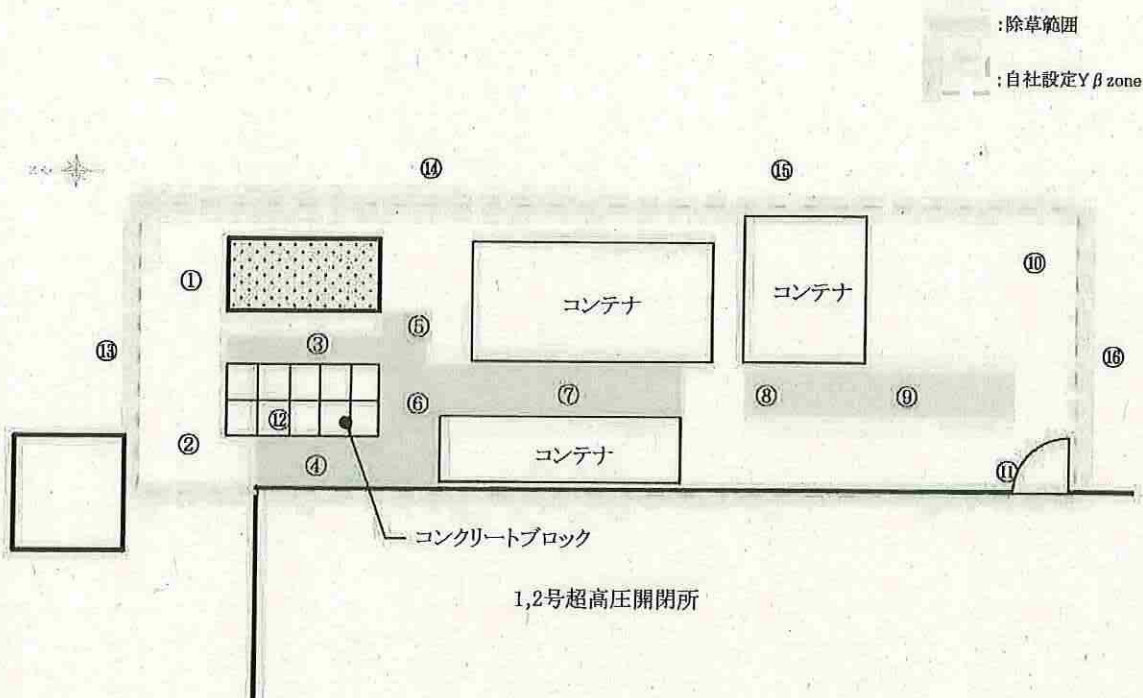 :除草範囲
:自社設定Yβzone
⑭
⑮
①
コンテナ
コンテナ
⑩
⑤
③
⑬
⑯
⑥
⑦
⑧
⑨
⑫
②
④
コンテナ
⑪
コンクリートブロック
1,2号超高圧開閉所